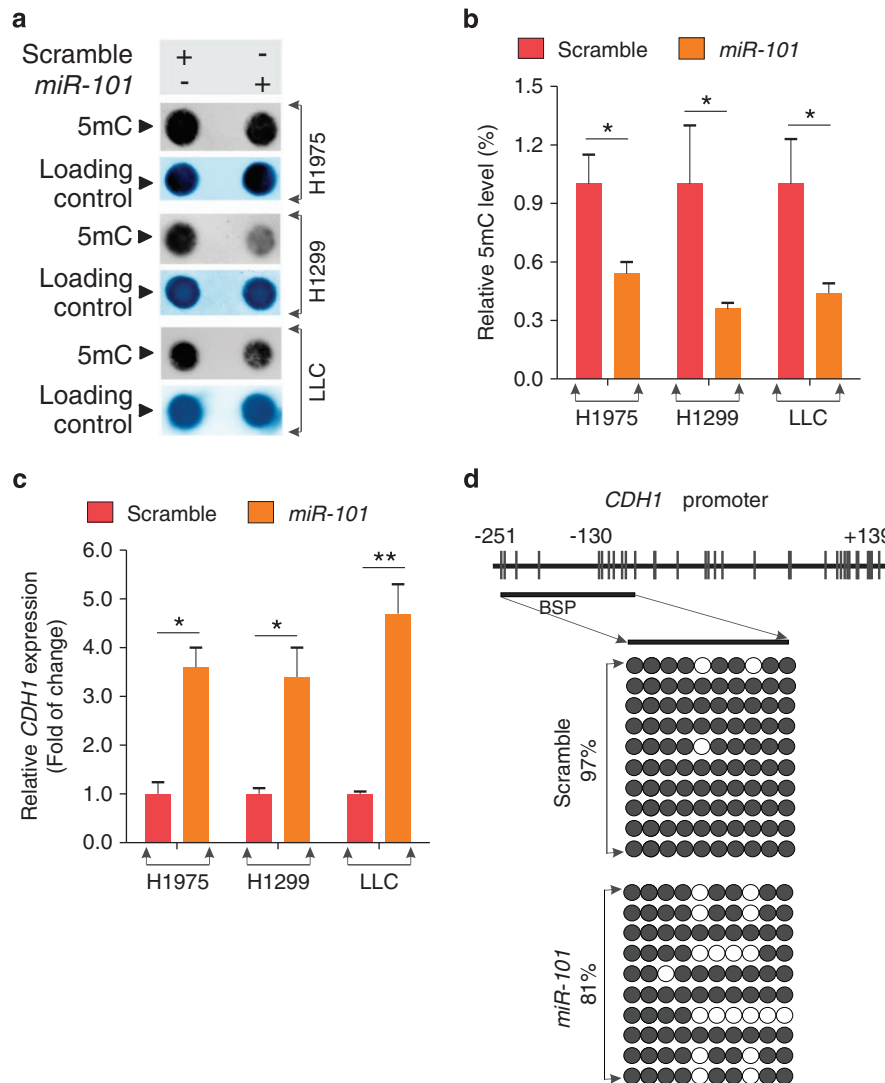 a
Scramble + -
miR-101 - +
5mC
Loading control
H1975
5mC
Loading control
H1299
5mC
Loading control
LLC
b
Scramble miR-101
Relative 5mC level (%)
1.5
1.2
0.9
0.6
0.3
0.0
* * *
H1975 H1299 LLC
c
Scramble miR-101
Relative CDH1 expression
(Fold of change)
6.0
5.0
4.0
3.0
2.0
1.0
0.0
* * **
H1975 H1299 LLC
d
CDH1 promoter
-251 -130 +139
BSP
Scramble
97%
miR-101
81%